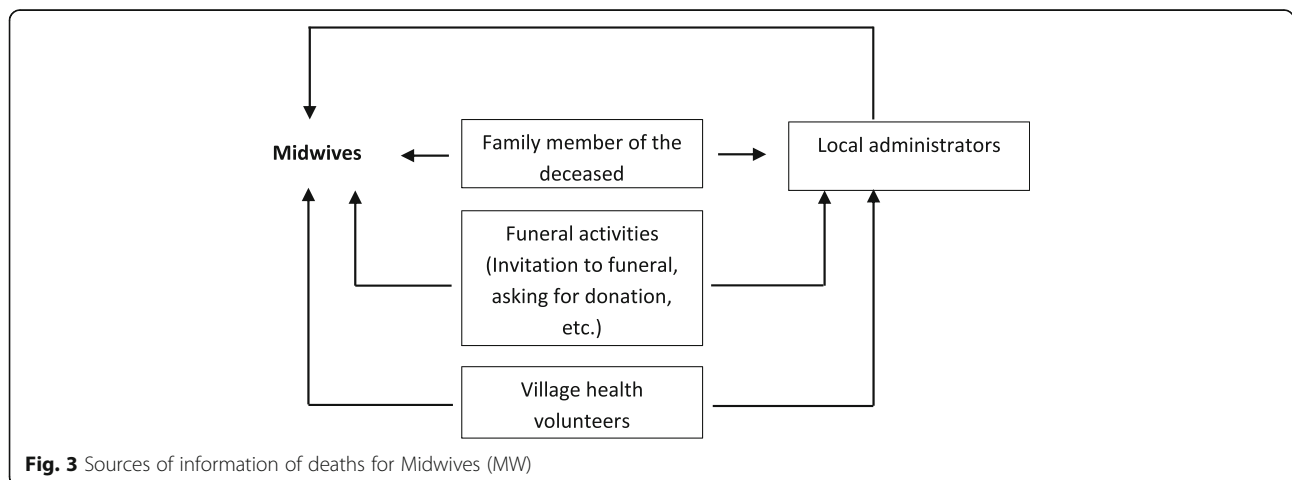 Midwives
Family member of the
deceased
Local administrators
Funeral activities
(Invitation to funeral,
asking for donation,
etc.)
Village health
volunteers
Fig. 3 Sources of information of deaths for Midwives (MW)